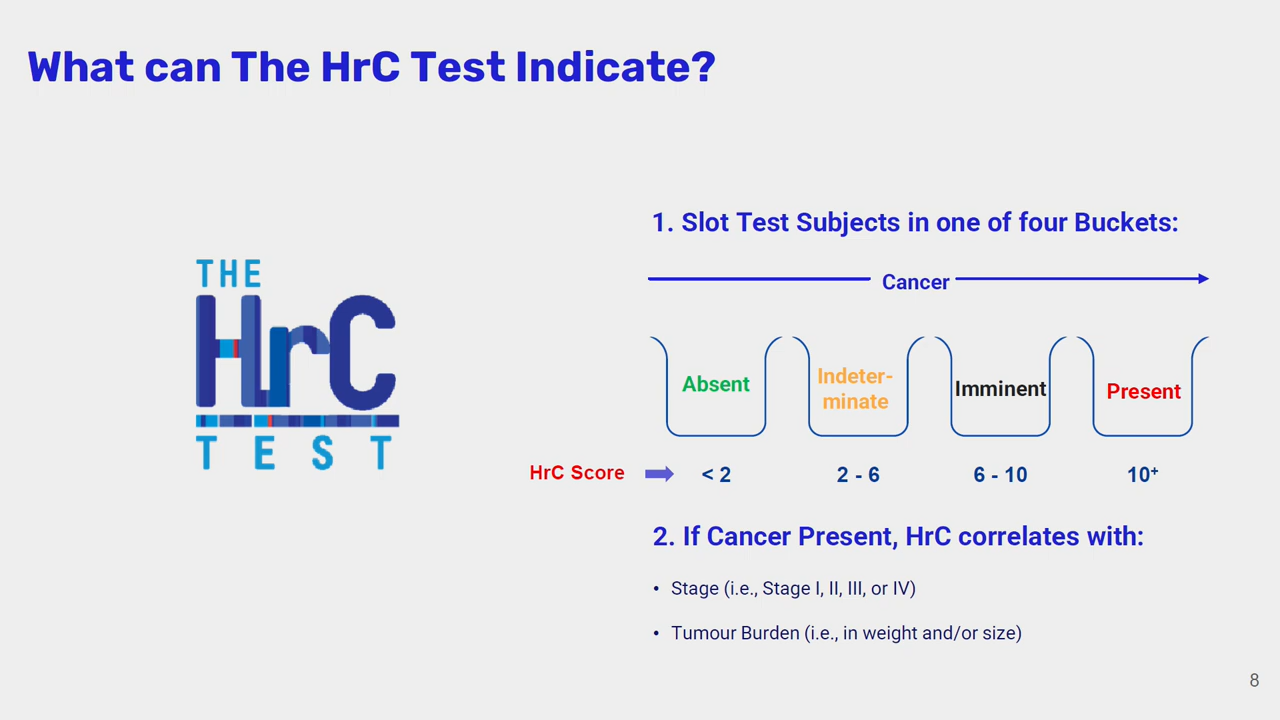 What can The HrC Test Indicate?
THE
HrC
TEST
1. Slot Test Subjects in one of four Buckets:
Cancer
Absent
Indeter-
minate
Imminent
Present
HrC Score
< 2
2 - 6
6 - 10
10⁺
2. If Cancer Present, HrC correlates with:
• Stage (i.e., Stage I, II, III, or IV)
• Tumour Burden (i.e., in weight and/or size)
8